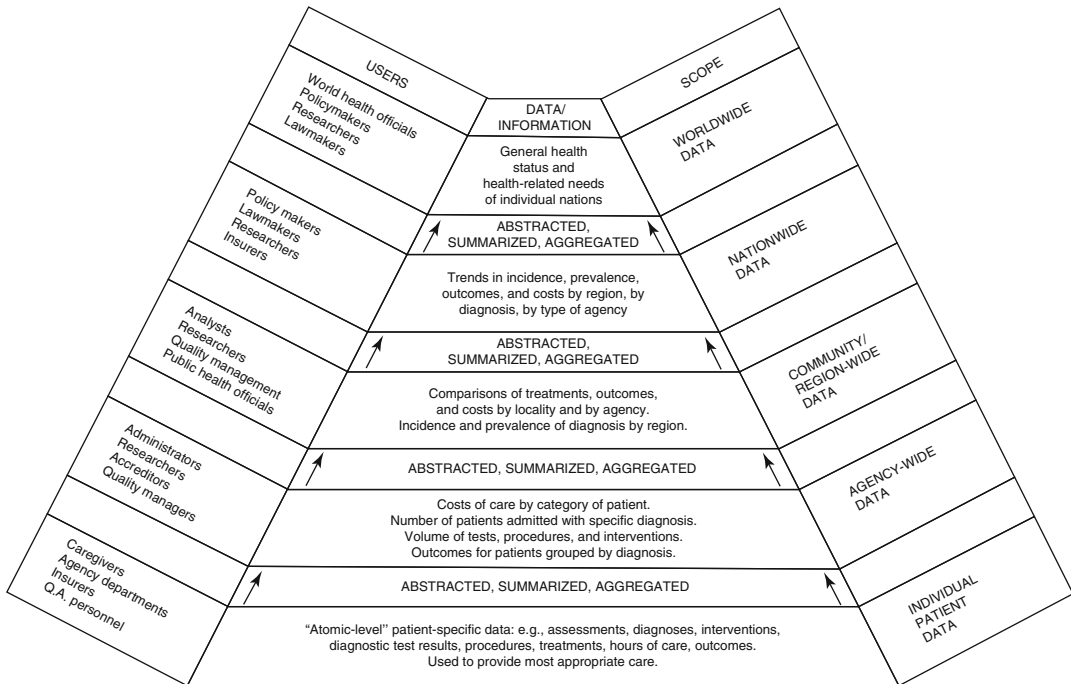 USERS
World health officials
Policymakers
Researchers
Lawmakers
Policy makers
Lawmakers
Researchers
Insurers
Analysts
Researchers
Quality management
Public health officials
Administrators
Researchers
Accreditors
Quality managers
Caregivers
Agency departments
Insurers
Q.A. personnel
DATA/
INFORMATION
General health
status and
health-related needs
of individual nations
ABSTRACTED,
SUMMARIZED, AGGREGATED
Trends in incidence, prevalence,
outcomes, and costs by region, by
diagnosis, by type of agency
ABSTRACTED,
SUMMARIZED, AGGREGATED
Comparisons of treatments, outcomes,
and costs by locality and by agency.
Incidence and prevalence of diagnosis by region.
ABSTRACTED, SUMMARIZED, AGGREGATED
Costs of care by category of patient.
Number of patients admitted with specific diagnosis.
Volume of tests, procedures, and interventions.
Outcomes for patients grouped by diagnosis.
ABSTRACTED, SUMMARIZED, AGGREGATED
“Atomic-level” patient-specific data: e.g., assessments, diagnoses, interventions,
diagnostic test results, procedures, treatments, hours of care, outcomes.
Used to provide most appropriate care.
SCOPE
WORLDWIDE
DATA
NATIONWIDE
DATA
COMMUNITY/
REGION-WIDE
DATA
AGENCY-WIDE
DATA
INDIVIDUAL
PATIENT
DATA